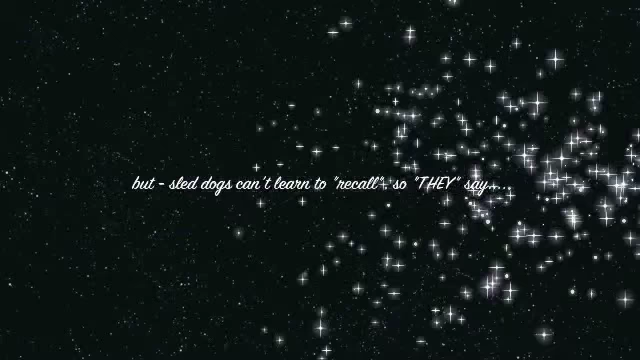 but - sled dogs can't learn to "recall", so "THEY" say.....